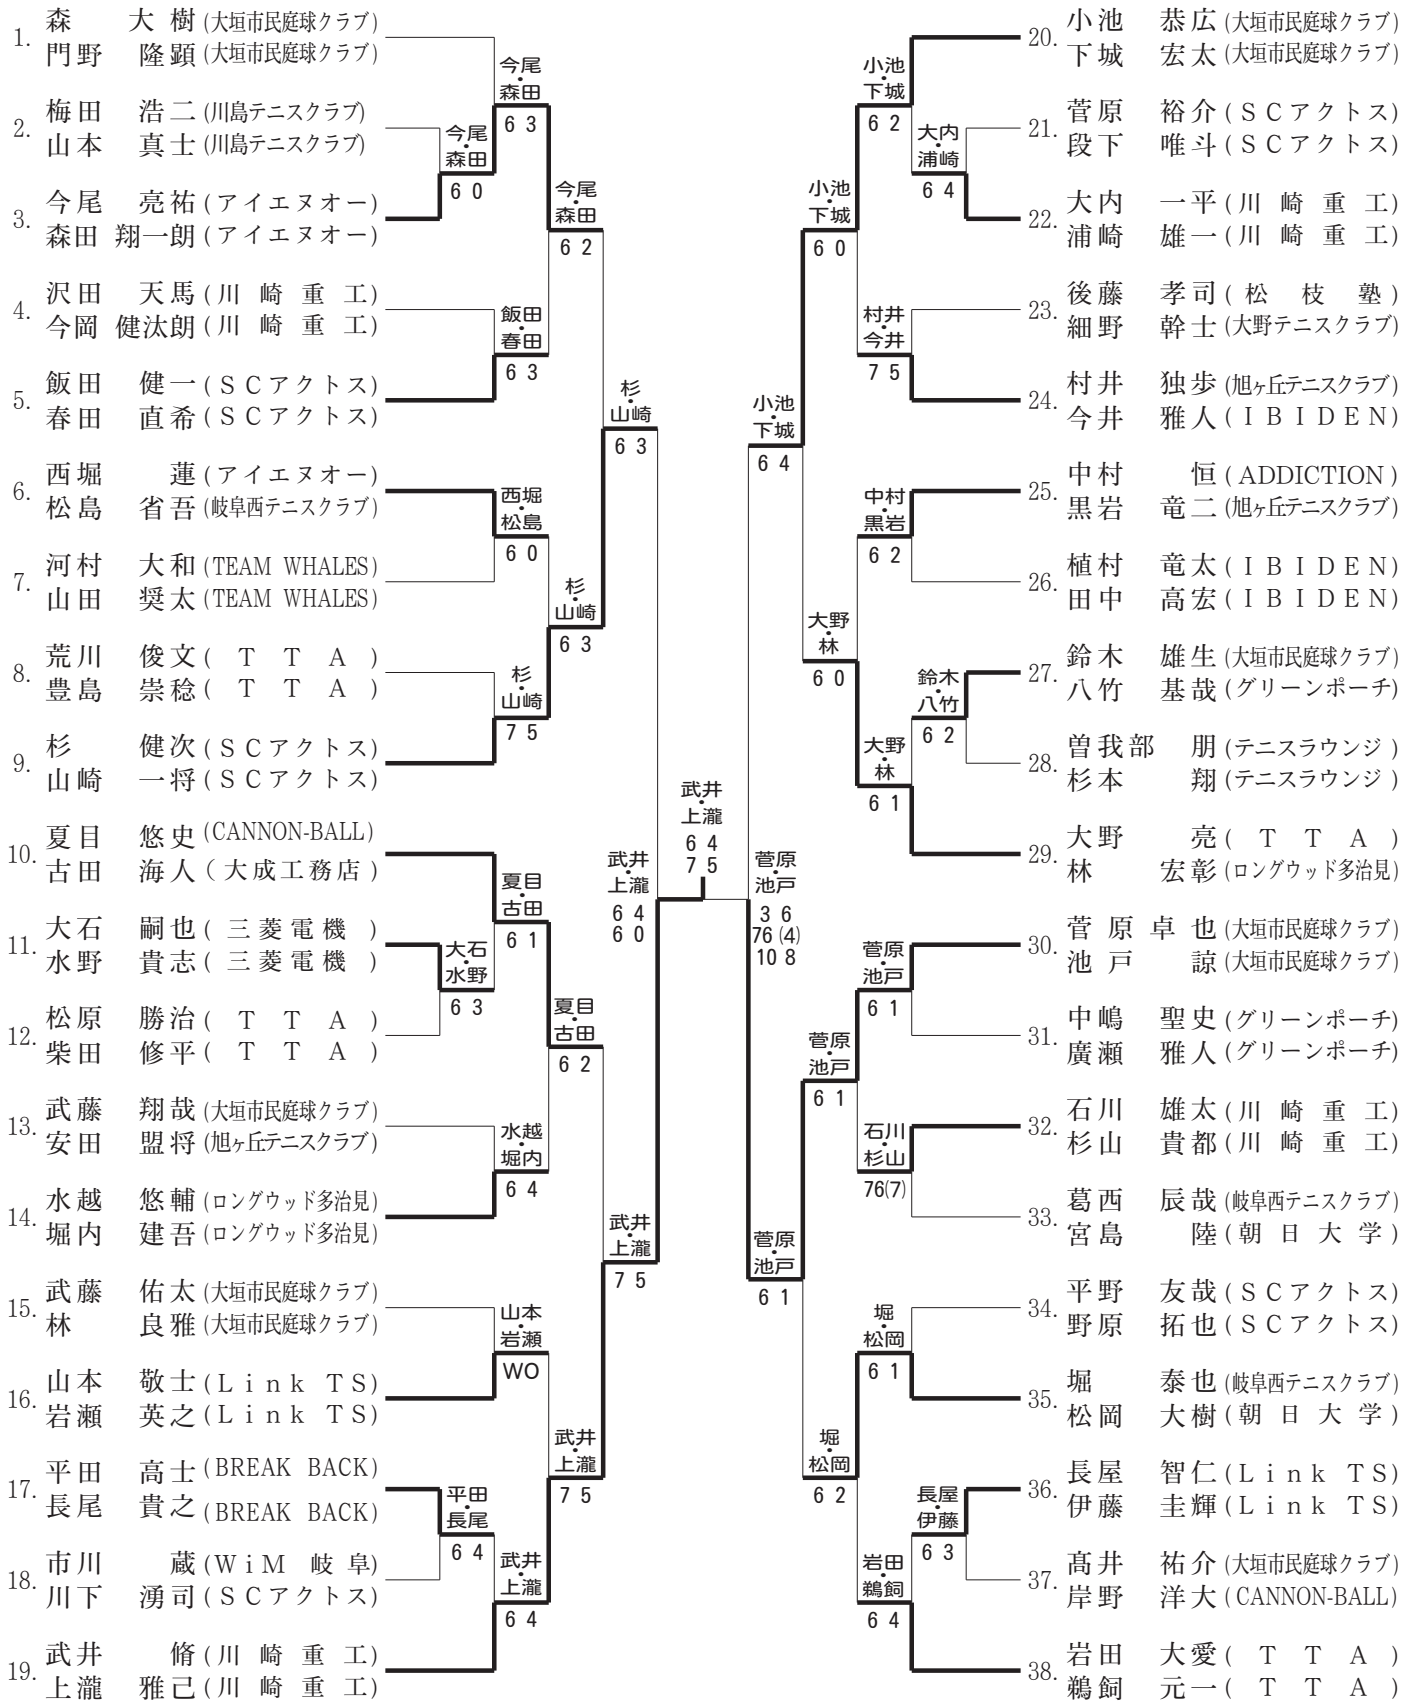 1. 森 大樹 (大垣市民庭球クラブ)
門野 隆顕 (大垣市民庭球クラブ)
2. 梅田 浩二 (川島テニスクラブ)
山本 真士 (川島テニスクラブ)
3. 今尾 亮祐 (アイエヌオー)
森田 翔一朗 (アイエヌオー)
4. 沢田 天馬 (川崎重工)
今岡 健汰朗 (川崎重工)
5. 飯田 健一 (SCアクトス)
春田 直希 (SCアクトス)
6. 西堀 蓮 (アイエヌオー)
松島 省吾 (岐阜西テニスクラブ)
7. 河村 大和 (TEAM WHALES)
山田 奨太 (TEAM WHALES)
8. 荒川 俊文 (TTA)
豊島 崇稔 (TTA)
9. 杉 健次 (SCアクトス)
山崎 一将 (SCアクトス)
10. 夏目 悠史 (CANNON-BALL)
古田 海人 (大成工務店)
11. 大石 嗣也 (三菱電機)
水野 貴志 (三菱電機)
12. 松原 勝治 (TTA)
柴田 修平 (TTA)
13. 武藤 翔哉 (大垣市民庭球クラブ)
安田 盟将 (旭ヶ丘テニスクラブ)
14. 水越 悠輔 (ロングウッド多治見)
堀内 建吾 (ロングウッド多治見)
15. 武藤 佑太 (大垣市民庭球クラブ)
林 良雅 (大垣市民庭球クラブ)
16. 山本 敬士 (Link TS)
岩瀬 英之 (Link TS)
17. 平田 高士 (BREAK BACK)
長尾 貴之 (BREAK BACK)
18. 市川 蔵 (WiM 岐阜)
川下 湧司 (SCアクトス)
19. 武井 脩 (川崎重工)
上瀧 雅己 (川崎重工)
今尾・森田
6 0
大石・水野
6 3
平田・長尾
6 4
今尾・森田
6 3
飯田・春田
6 3
西堀・松島
6 0
杉・山崎
7 5
夏目・古田
6 1
水越・堀内
6 4
山本・岩瀬
WO
武井・上瀧
6 4
今尾・森田
6 2
杉・山崎
6 3
夏目・古田
6 2
武井・上瀧
7 5
杉・山崎
6 3
武井・上瀧
7 5
武井・上瀧
6 4
6 0
武井・上瀧
6 4
7 5
菅原・池戸
3 6
76(4)
10 8
小池・下城
6 4
菅原・池戸
6 1
小池・下城
6 0
大野・林
6 0
菅原・池戸
6 1
堀・松岡
6 2
小池・下城
6 2
村井・今井
7 5
中村・黒岩
6 2
大野・林
6 1
菅原・池戸
6 1
石川・杉山
76(7)
堀・松岡
6 1
岩田・鵜飼
6 4
大内・浦崎
6 4
鈴木・八竹
6 2
長屋・伊藤
6 3
20. 小池 恭広 (大垣市民庭球クラブ)
下城 宏太 (大垣市民庭球クラブ)
21. 菅原 裕介 (SCアクトス)
段下 唯斗 (SCアクトス)
22. 大内 一平 (川崎重工)
浦崎 雄一 (川崎重工)
23. 後藤 孝司 (松枝塾)
細野 幹士 (大野テニスクラブ)
24. 村井 独歩 (旭ヶ丘テニスクラブ)
今井 雅人 (IBIDEN)
25. 中村 恒 (ADDICTION)
黒岩 竜二 (旭ヶ丘テニスクラブ)
26. 植村 竜太 (IBIDEN)
田中 高宏 (IBIDEN)
27. 鈴木 雄生 (大垣市民庭球クラブ)
八竹 基哉 (グリーンポーチ)
28. 曽我部 朋 (テニスラウンジ)
杉本 翔 (テニスラウンジ)
29. 大野 亮 (TTA)
林 宏彰 (ロングウッド多治見)
30. 菅原 卓也 (大垣市民庭球クラブ)
池戸 諒 (大垣市民庭球クラブ)
31. 中嶋 聖史 (グリーンポーチ)
廣瀬 雅人 (グリーンポーチ)
32. 石川 雄太 (川崎重工)
杉山 貴都 (川崎重工)
33. 葛西 辰哉 (岐阜西テニスクラブ)
宮島 陸 (朝日大学)
34. 平野 友哉 (SCアクトス)
野原 拓也 (SCアクトス)
35. 堀 泰也 (岐阜西テニスクラブ)
松岡 大樹 (朝日大学)
36. 長屋 智仁 (Link TS)
伊藤 圭輝 (Link TS)
37. 髙井 祐介 (大垣市民庭球クラブ)
岸野 洋大 (CANNON-BALL)
38. 岩田 大愛 (TTA)
鵜飼 元一 (TTA)